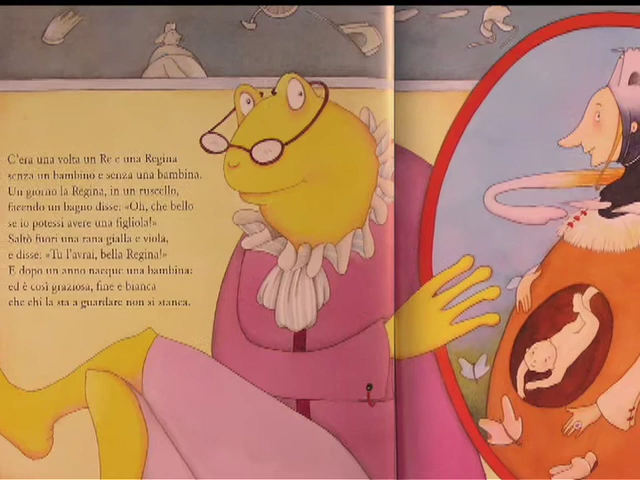 C'era una volta un Re e una Regina
senza un bambino e senza una bambina.
Un giorno la Regina, in un ruscello,
facendo un bagno disse: «Oh, che bello
se io potessi avere una figliola!»
Saltò fuori una rana gialla e viola,
e disse: «Tu l'avrai, bella Regina!»
E dopo un anno nacque una bambina:
ed è così graziosa, fine e bianca
che chi la sta a guardare non si stanca.